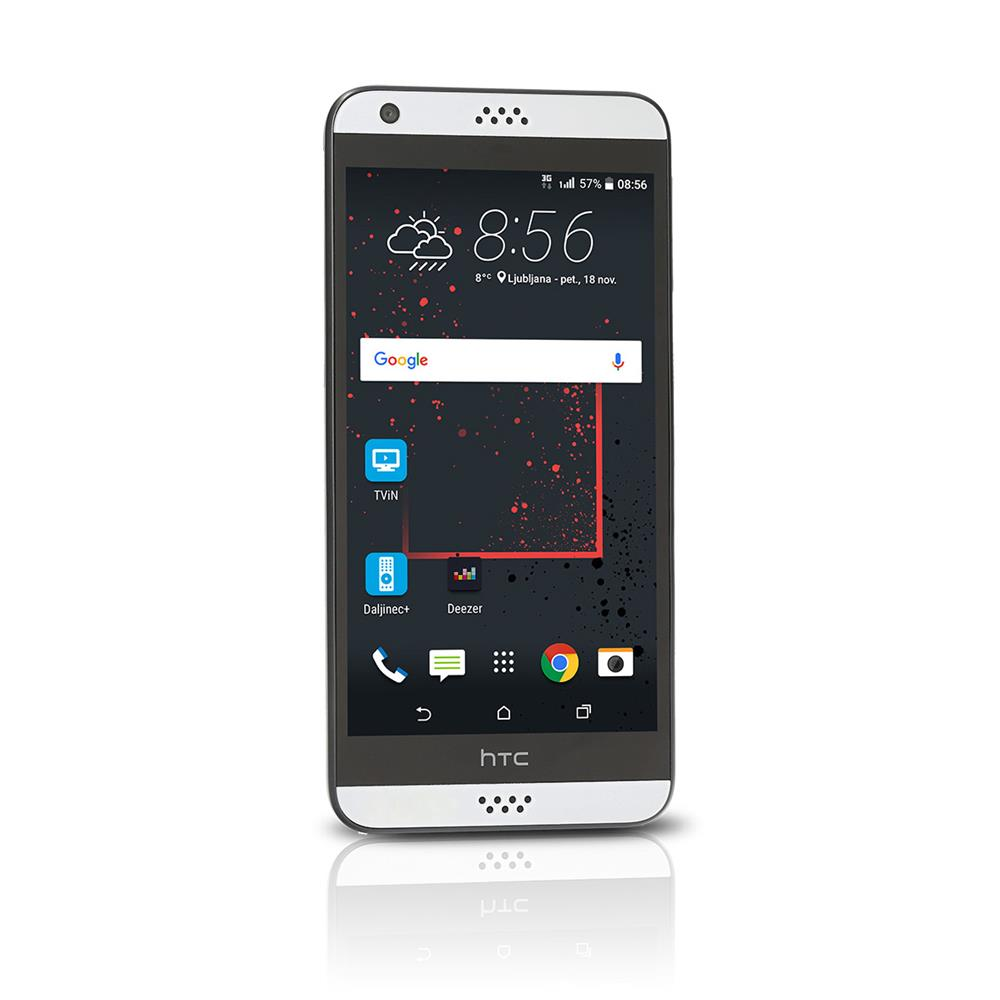 3G 57% 08:56
8:56
8°C Ljubljana - pet., 18 nov.
Google
TViN
Daljinec+ Deezer
hTC